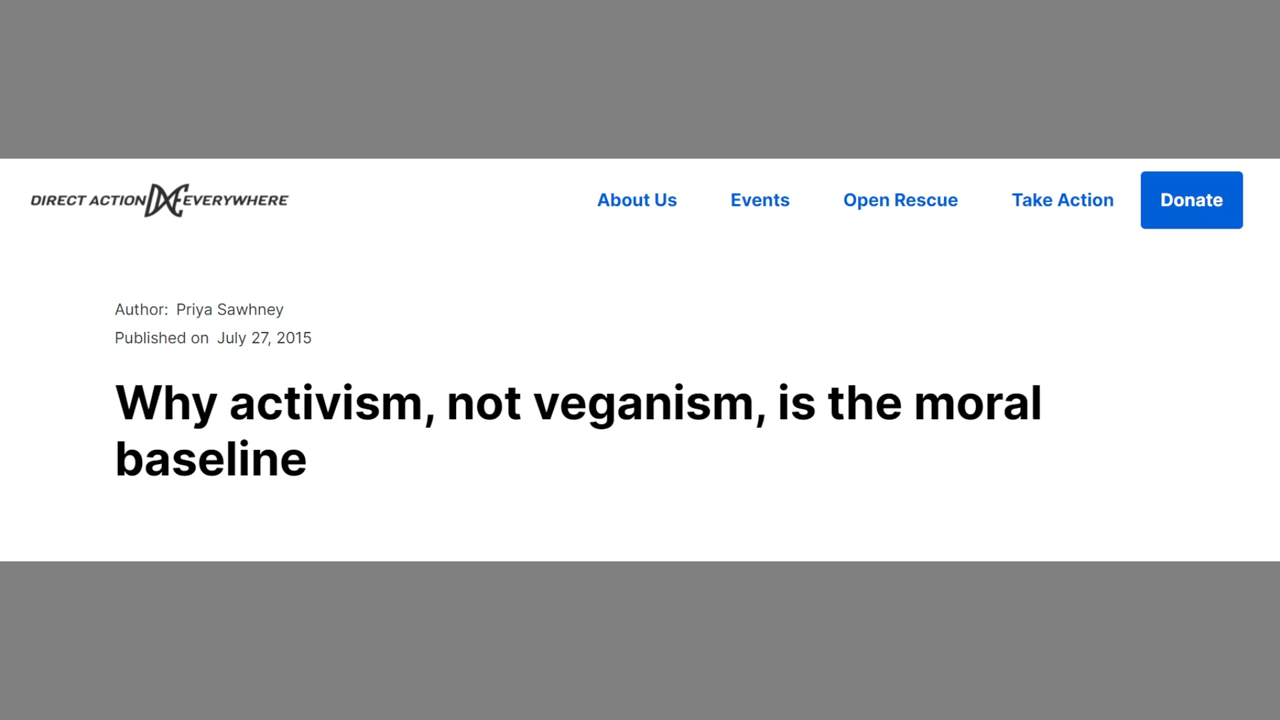 DIRECT ACTION DXE EVERYWHERE About Us Events Open Rescue Take Action Donate
Author: Priya Sawhney
Published on July 27, 2015
Why activism, not veganism, is the moral
baseline